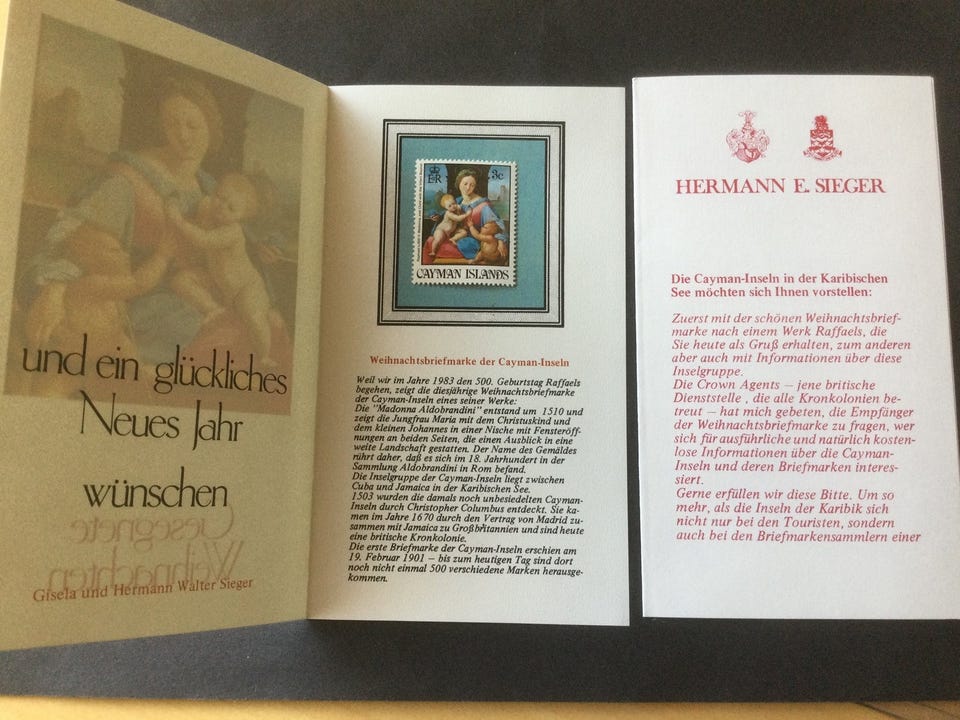 und ein glückliches
Neues Jahr
wünschen
Gesegnete
Weihnachten
Gisela und Hermann Walter Sieger
E II R
3c
CAYMAN ISLANDS
Weihnachtsbriefmarke der Cayman-Inseln
Weil wir im Jahre 1983 den 500. Geburtstag Raffaels
begehen, zeigt die diesjährige Weihnachtsbriefmarke
der Cayman-Inseln eines seiner Werke:
Die "Madonna Aldobrandini" entstand um 1510 und
zeigt die Jungfrau Maria mit dem Christuskind und
dem kleinen Johannes in einer Nische mit Fensteröff-
nungen an beiden Seiten, die einen Ausblick in eine
weite Landschaft gestatten. Der Name des Gemäldes
rührt daher, daß es sich im 18. Jahrhundert in der
Sammlung Aldobrandini in Rom befand.
Die Inselgruppe der Cayman-Inseln liegt zwischen
Cuba und Jamaica in der Karibischen See.
1503 wurden die damals noch unbesiedelten Cayman-
Inseln durch Christopher Columbus entdeckt. Sie ka-
men im Jahre 1670 durch den Vertrag von Madrid zu-
sammen mit Jamaica zu Großbritannien und sind heute
eine britische Kronkolonie.
Die erste Briefmarke der Cayman-Inseln erschien am
19. Februar 1901 – bis zum heutigen Tag sind dort
noch nicht einmal 500 verschiedene Marken herausge-
kommen.
HERMANN E. SIEGER
Die Cayman-Inseln in der Karibischen
See möchten sich Ihnen vorstellen:
Zuerst mit der schönen Weihnachtsbrief-
marke nach einem Werk Raffaels, die
Sie heute als Gruß erhalten, zum anderen
aber auch mit Informationen über diese
Inselgruppe.
Die Crown Agents – jene britische
Dienststelle , die alle Kronkolonien be-
treut – hat mich gebeten, die Empfänger
der Weihnachtsbriefmarke zu fragen, wer
sich für ausführliche und natürlich kosten-
lose Informationen über die Cayman-
Inseln und deren Briefmarken interes-
siert.
Gerne erfüllen wir diese Bitte. Um so
mehr, als die Inseln der Karibik sich
nicht nur bei den Touristen, sondern
auch bei den Briefmarkensammlern einer